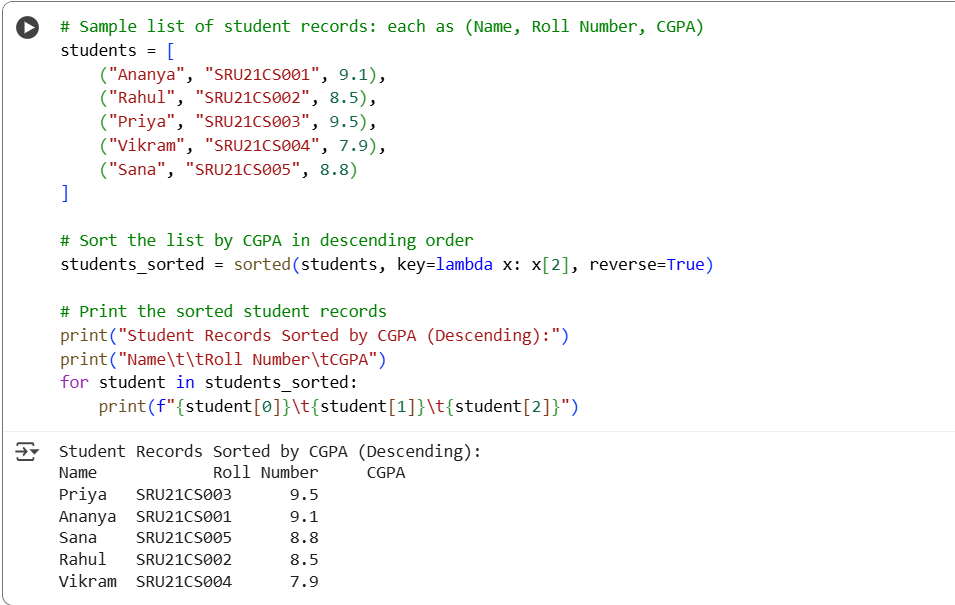 # Sample list of student records: each as (Name, Roll Number, CGPA)
students = [
    ("Ananya", "SRU21CS001", 9.1),
    ("Rahul", "SRU21CS002", 8.5),
    ("Priya", "SRU21CS003", 9.5),
    ("Vikram", "SRU21CS004", 7.9),
    ("Sana", "SRU21CS005", 8.8)
]

# Sort the list by CGPA in descending order
students_sorted = sorted(students, key=lambda x: x[2], reverse=True)

# Print the sorted student records
print("Student Records Sorted by CGPA (Descending):")
print("Name\t\tRoll Number\tCGPA")
for student in students_sorted:
    print(f"{student[0]}\t{student[1]}\t{student[2]}")

Student Records Sorted by CGPA (Descending):
Name            Roll Number     CGPA
Priya   SRU21CS003      9.5
Ananya  SRU21CS001      9.1
Sana    SRU21CS005      8.8
Rahul   SRU21CS002      8.5
Vikram  SRU21CS004      7.9